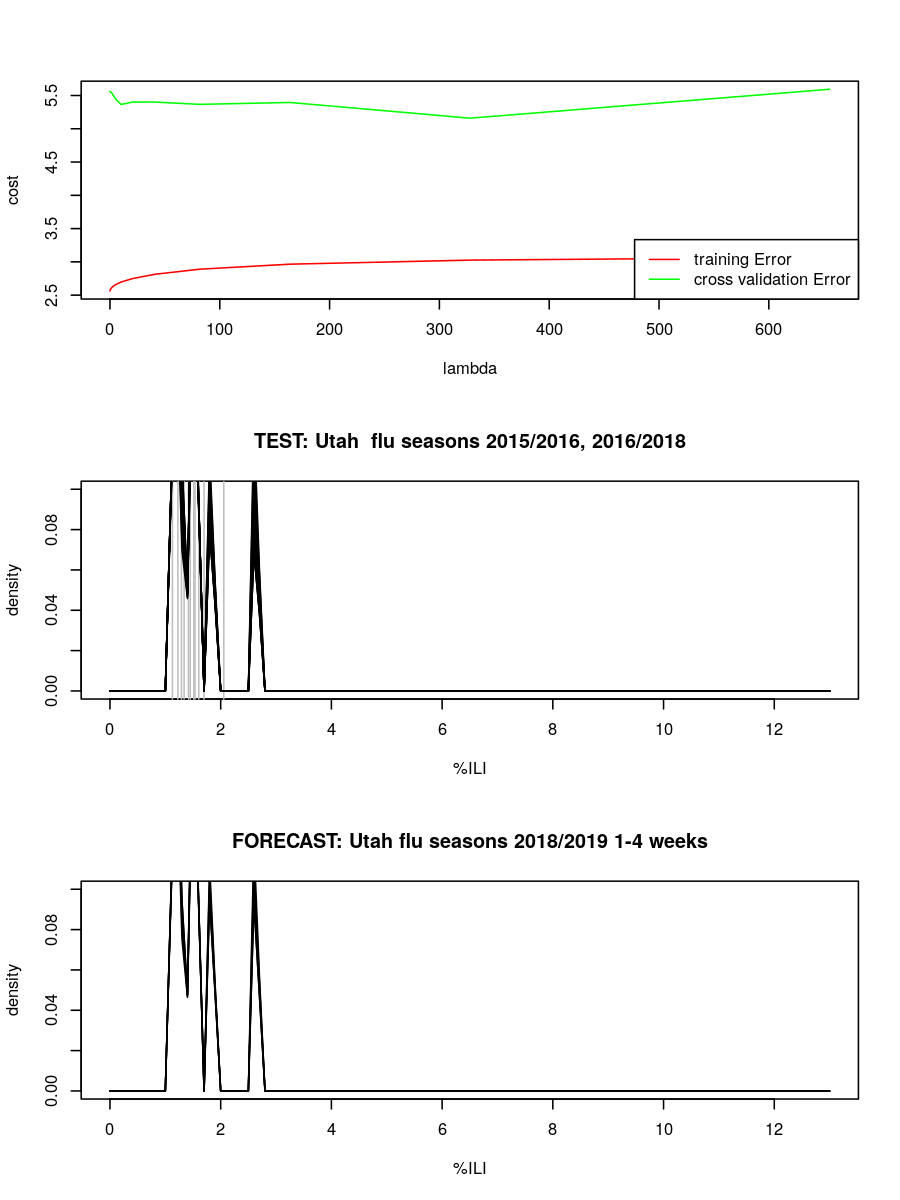 5.5
4.5
3.5
2.5
cost
training Error
cross validation Error
0 100 200 300 400 500 600
lambda
TEST: Utah  flu seasons 2015/2016, 2016/2018
0.08
0.04
0.00
density
0 2 4 6 8 10 12
%ILI
FORECAST: Utah flu seasons 2018/2019 1-4 weeks
0.08
0.04
0.00
density
0 2 4 6 8 10 12
%ILI